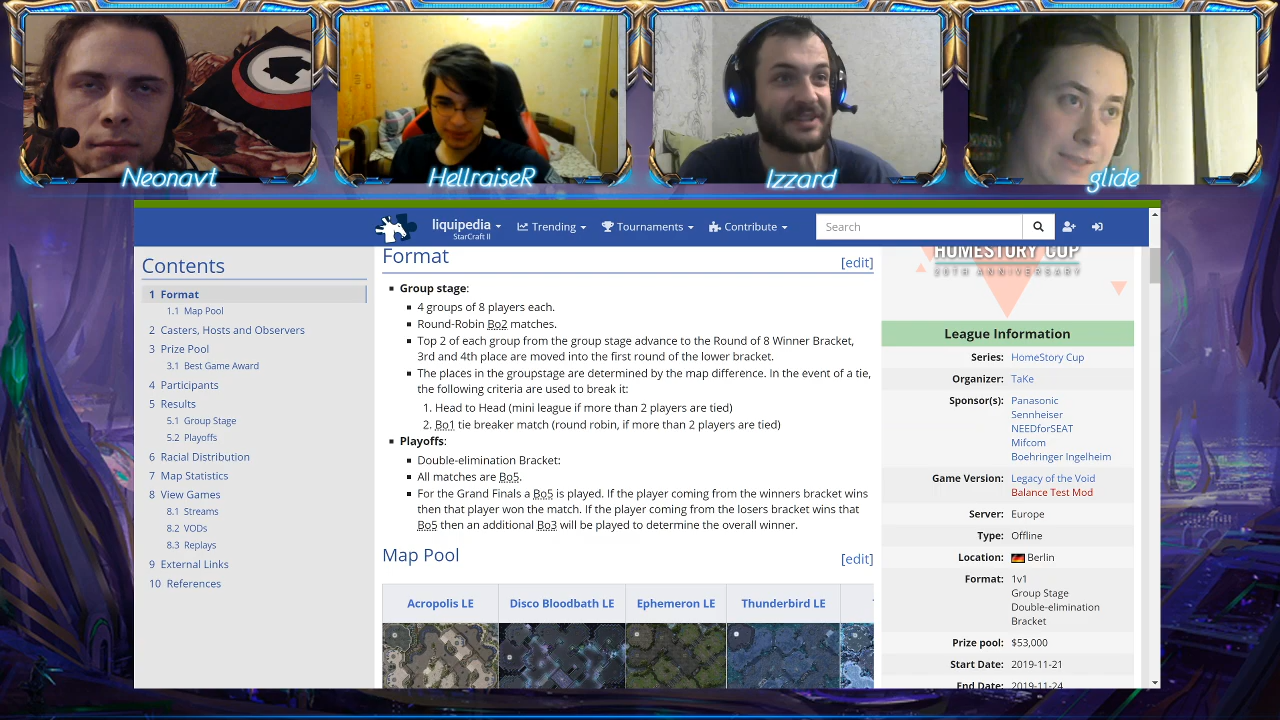 Neonavt
HellraiseR
Izzard
glide
liquipedia
StarCraft II
Trending
Tournaments
Contribute
Search
Contents
1 Format
1.1 Map Pool
2 Casters, Hosts and Observers
3 Prize Pool
3.1 Best Game Award
4 Participants
5 Results
5.1 Group Stage
5.2 Playoffs
6 Racial Distribution
7 Map Statistics
8 View Games
8.1 Streams
8.2 VODs
8.3 Replays
9 External Links
10 References
Format
[edit]
Group stage:
4 groups of 8 players each.
Round-Robin Bo2 matches.
Top 2 of each group from the group stage advance to the Round of 8 Winner Bracket,
3rd and 4th place are moved into the first round of the lower bracket.
The places in the groupstage are determined by the map difference. In the event of a tie,
the following criteria are used to break it:
1. Head to Head (mini league if more than 2 players are tied)
2. Bo1 tie breaker match (round robin, if more than 2 players are tied)
Playoffs:
Double-elimination Bracket:
All matches are Bo5.
For the Grand Finals a Bo5 is played. If the player coming from the winners bracket wins
then that player won the match. If the player coming from the losers bracket wins that
Bo5 then an additional Bo3 will be played to determine the overall winner.
Map Pool
[edit]
Acropolis LE
Disco Bloodbath LE
Ephemeron LE
Thunderbird LE
HOMESTORY CUP
20TH ANNIVERSARY
League Information
Series: HomeStory Cup
Organizer: TaKe
Sponsor(s): Panasonic
Sennheiser
NEEDforSEAT
Mifcom
Boehringer Ingelheim
Game Version: Legacy of the Void
Balance Test Mod
Server: Europe
Type: Offline
Location: Berlin
Format: 1v1
Group Stage
Double-elimination
Bracket
Prize pool: $53,000
Start Date: 2019-11-21
End Date: 2019-11-24